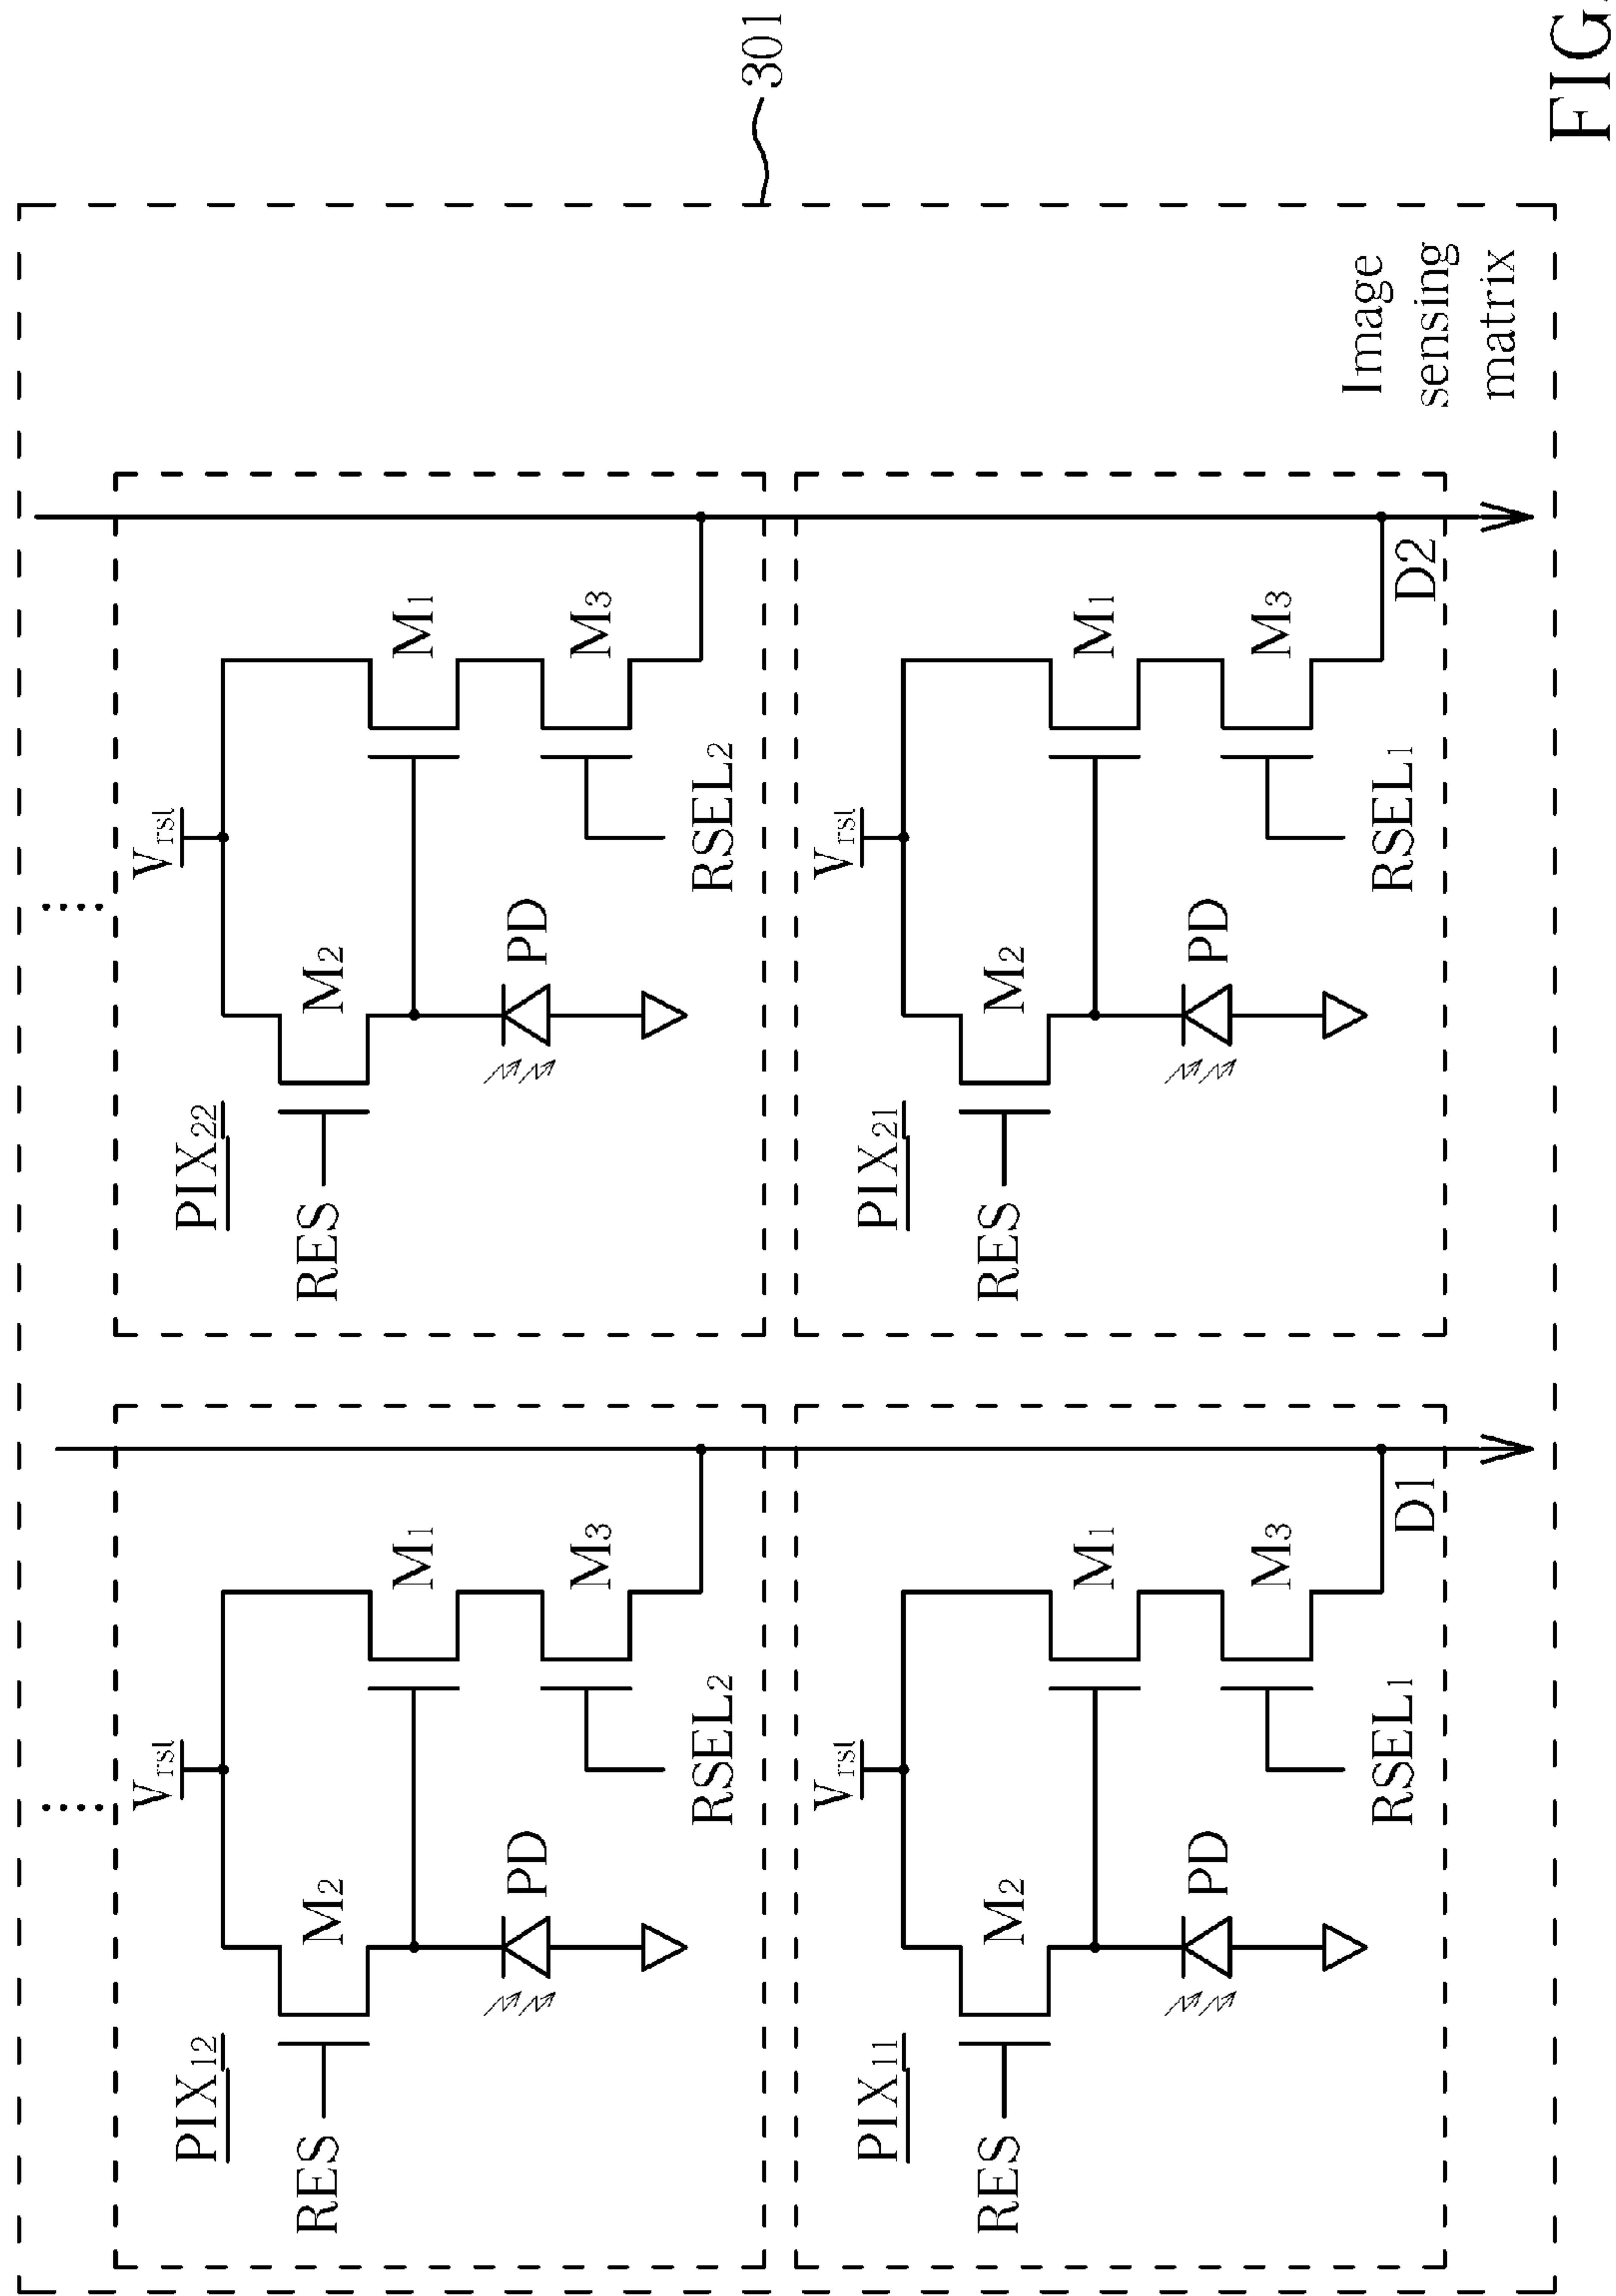 PIX₁₂
Vrst
RES
M₂
M₁
PD
M₃
RSEL₂
PIX₂₂
Vrst
RES
M₂
M₁
PD
M₃
RSEL₂
301
PIX₁₁
Vrst
RES
M₂
M₁
PD
M₃
RSEL₁
D1
PIX₂₁
Vrst
RES
M₂
M₁
PD
M₃
RSEL₁
D2
Image
sensing
matrix
FIG.